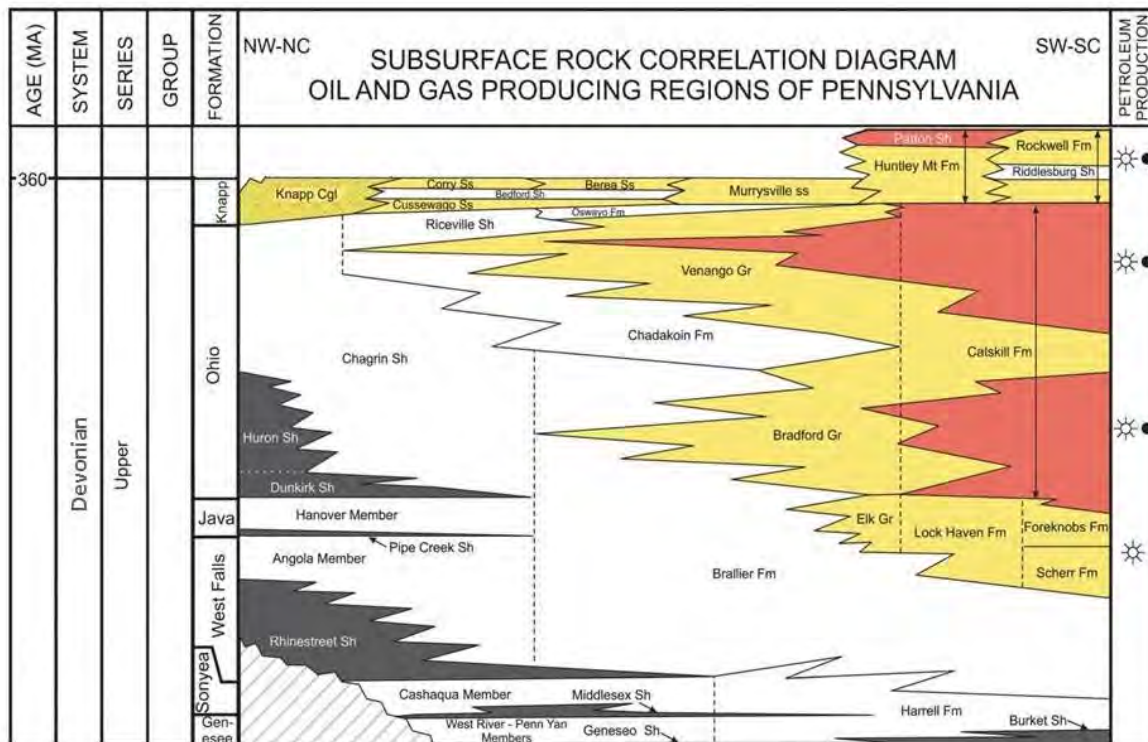 AGE (MA)
SYSTEM
SERIES
GROUP
FORMATION
NW-NC
SW-SC
SUBSURFACE ROCK CORRELATION DIAGRAM
OIL AND GAS PRODUCING REGIONS OF PENNSYLVANIA
PETROLEUM
PRODUCTION
360
Devonian
Upper
Knapp
Ohio
Java
West Falls
Sonyea
Gen-
esee
Patton Sh
Rockwell Fm
Huntley Mt Fm
Riddlesburg Sh
Knapp Cgl
Corry Ss
Berea Ss
Bedford Sh
Murrysville ss
Cussewago Ss
Oswayo Fm
Riceville Sh
Venango Gr
Chadakoin Fm
Catskill Fm
Chagrin Sh
Huron Sh
Bradford Gr
Dunkirk Sh
Hanover Member
Elk Gr
Lock Haven Fm
Foreknobs Fm
Pipe Creek Sh
Angola Member
Brallier Fm
Scherr Fm
Rhinestreet Sh
Cashaqua Member
Middlesex Sh
Harrell Fm
West River - Penn Yan
Members
Geneseo Sh
Burket Sh